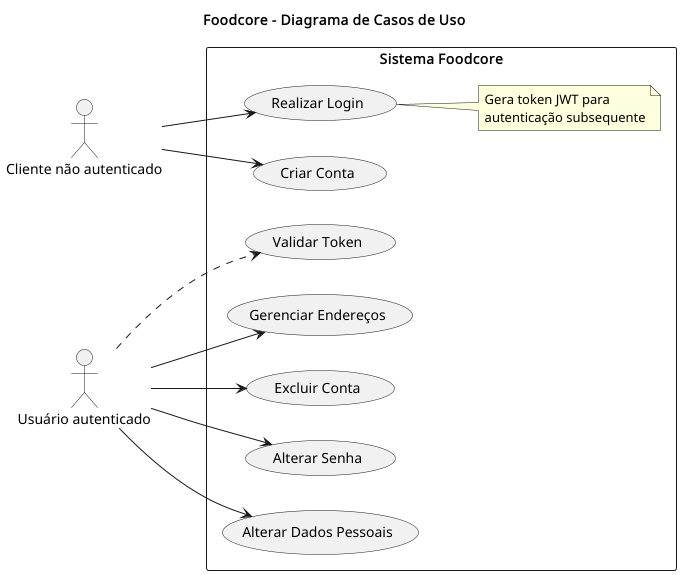 Foodcore - Diagrama de Casos de Uso
Sistema Foodcore
Realizar Login
Gera token JWT para
autenticação subsequente
Cliente não autenticado
Criar Conta
Validar Token
Gerenciar Endereços
Usuário autenticado
Excluir Conta
Alterar Senha
Alterar Dados Pessoais